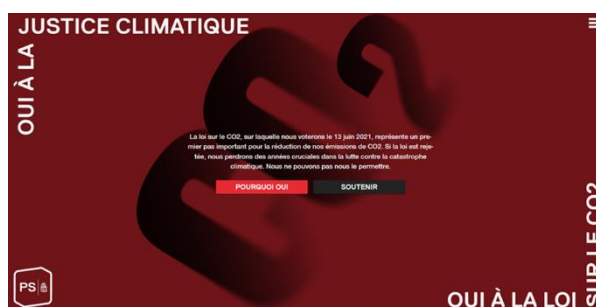 OUI À LA
JUSTICE CLIMATIQUE
CO2
La loi sur le CO2, sur laquelle nous voterons le 13 juin 2021, représente un pre-
mier pas important pour la réduction de nos émissions de CO2. Si la loi est reje-
tée, nous perdrons des années cruciales dans la lutte contre la catastrophe
climatique. Nous ne pouvons pas nous le permettre.
POURQUOI OUI
SOUTENIR
PS
OUI À LA LOI
SUR LE CO2